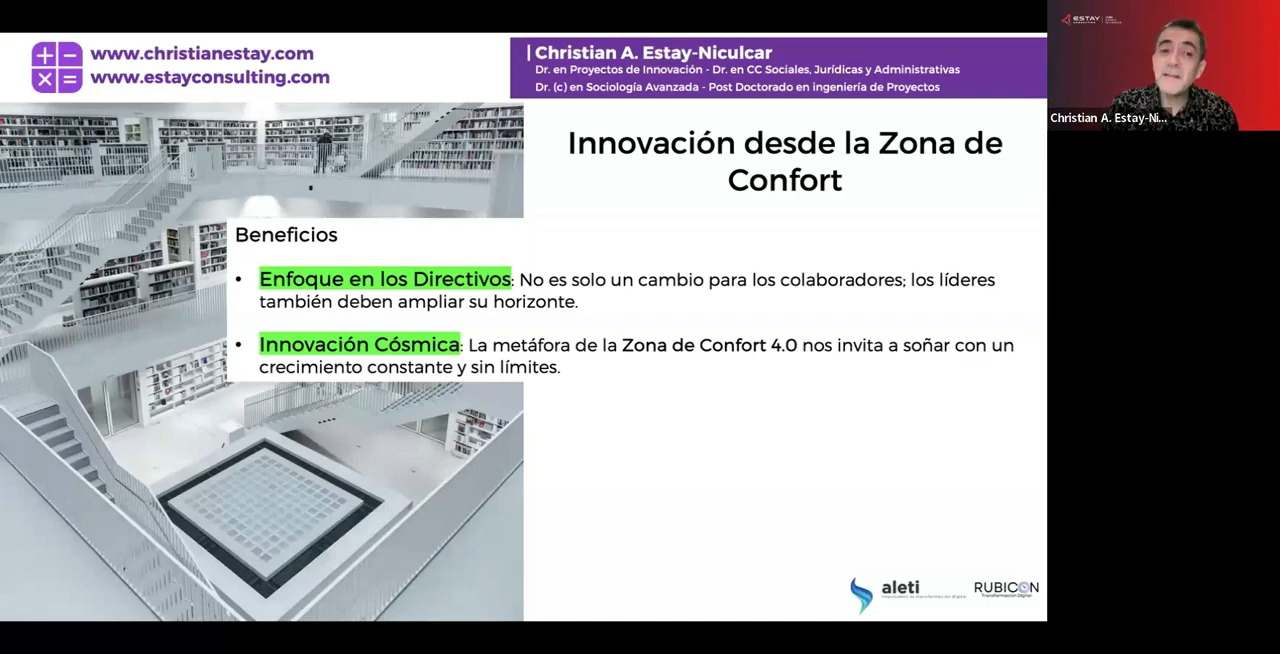 www.christianestay.com
www.estayconsulting.com
| Christian A. Estay-Niculcar
Dr. en Proyectos de Innovación - Dr. en CC Sociales, Jurídicas y Administrativas
Dr. (c) en Sociología Avanzada - Post Doctorado en ingeniería de Proyectos
ESTAY
Christian A. Estay-Ni...
Innovación desde la Zona de
Confort
Beneficios
• Enfoque en los Directivos: No es solo un cambio para los colaboradores; los líderes
también deben ampliar su horizonte.
• Innovación Cósmica: La metáfora de la Zona de Confort 4.0 nos invita a soñar con un
crecimiento constante y sin límites.
aleti
RUBICON
Transformación Digital